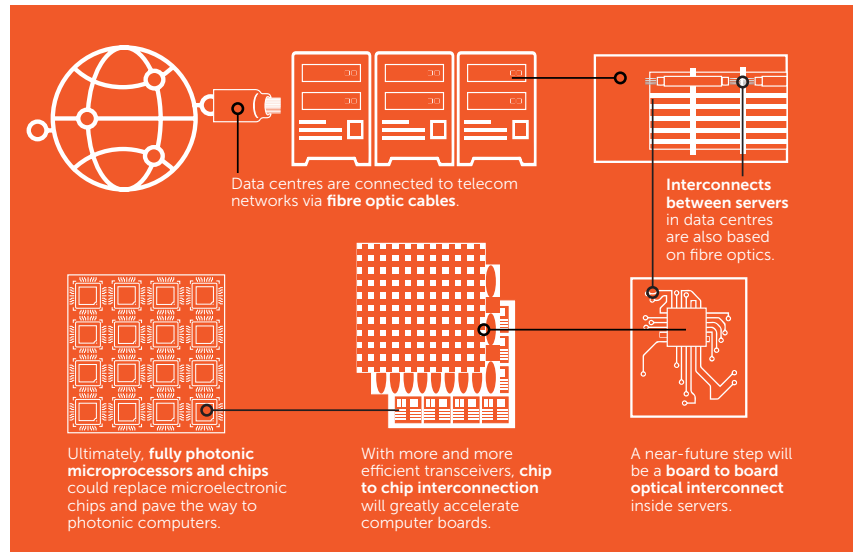 Data centres are connected to telecom
networks via fibre optic cables.
Interconnects
between servers
in data centres
are also based
on fibre optics.
Ultimately, fully photonic
microprocessors and chips
could replace microelectronic
chips and pave the way to
photonic computers.
With more and more
efficient transceivers, chip
to chip interconnection
will greatly accelerate
computer boards.
A near-future step will
be a board to board
optical interconnect
inside servers.